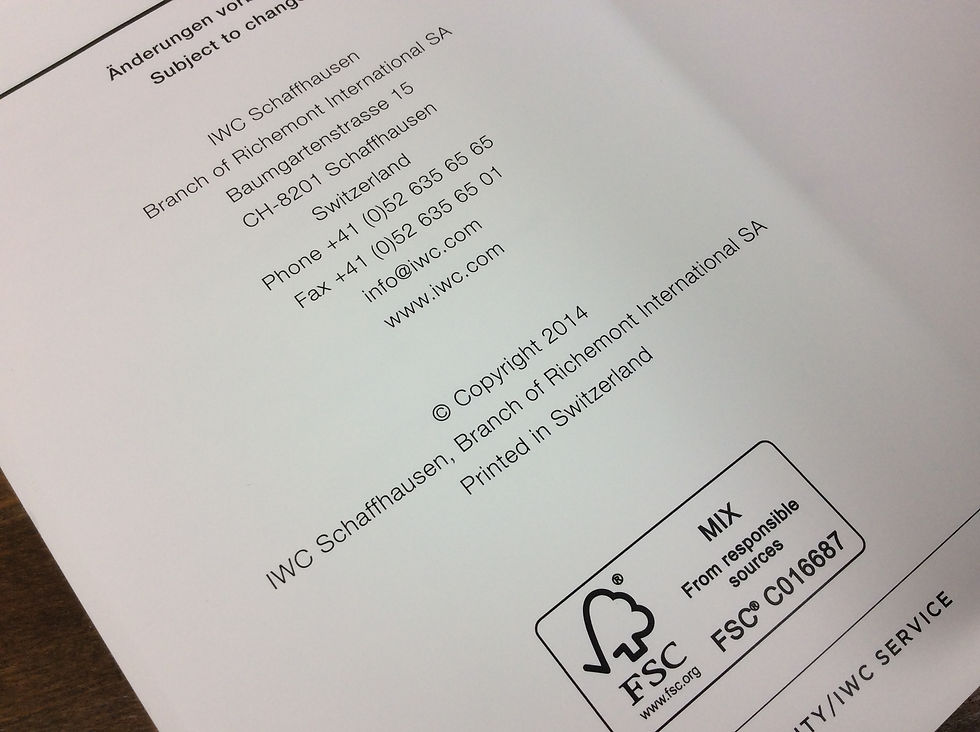 Änderungen
Subject to change
IWC Schaffhausen
Branch of Richemont International SA
Baumgartenstrasse 15
CH-8201 Schaffhausen
Switzerland
Phone +41 (0)52 635 65 65
Fax +41 (0)52 635 65 01
info@iwc.com
www.iwc.com
© Copyright 2014
IWC Schaffhausen, Branch of Richemont International SA
Printed in Switzerland
MIX
From responsible
sources
FSC® C016687
®
FSC
www.fsc.org
/IWC SERVICE